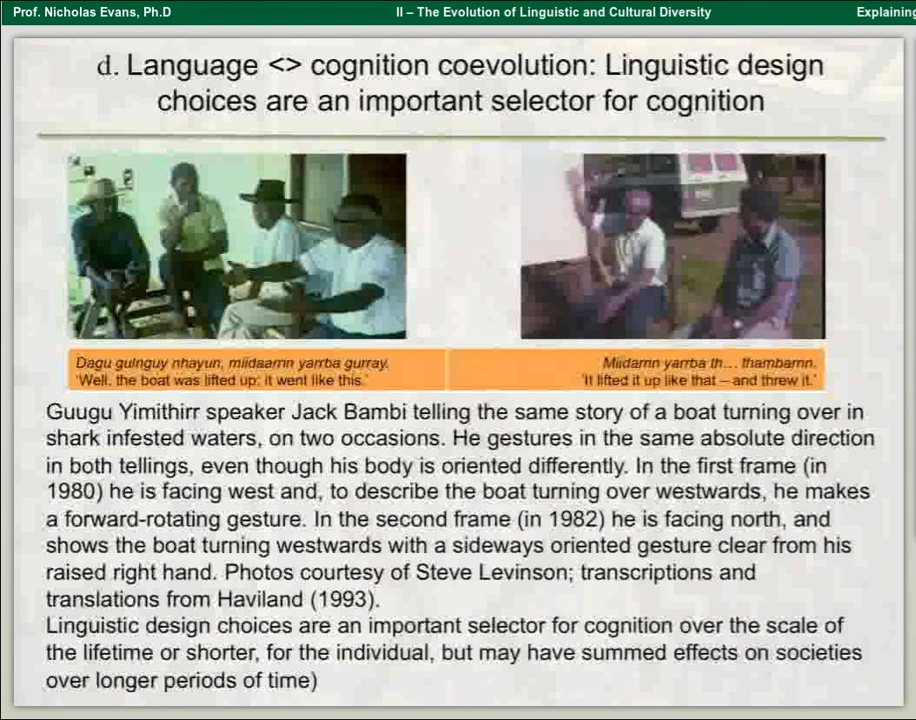 Prof. Nicholas Evans, Ph.D
II – The Evolution of Linguistic and Cultural Diversity
Explaining
d. Language <> cognition coevolution: Linguistic design
choices are an important selector for cognition
Dagu gulnguy nhayun, miidaarnn yarrba gurray.
'Well, the boat was lifted up; it went like this.'
Miidarnn yarrba th… thambarnn.
'It lifted it up like that – and threw it.'
Guugu Yimithirr speaker Jack Bambi telling the same story of a boat turning over in
shark infested waters, on two occasions. He gestures in the same absolute direction
in both tellings, even though his body is oriented differently. In the first frame (in
1980) he is facing west and, to describe the boat turning over westwards, he makes
a forward-rotating gesture. In the second frame (in 1982) he is facing north, and
shows the boat turning westwards with a sideways oriented gesture clear from his
raised right hand. Photos courtesy of Steve Levinson; transcriptions and
translations from Haviland (1993).
Linguistic design choices are an important selector for cognition over the scale of
the lifetime or shorter, for the individual, but may have summed effects on societies
over longer periods of time)